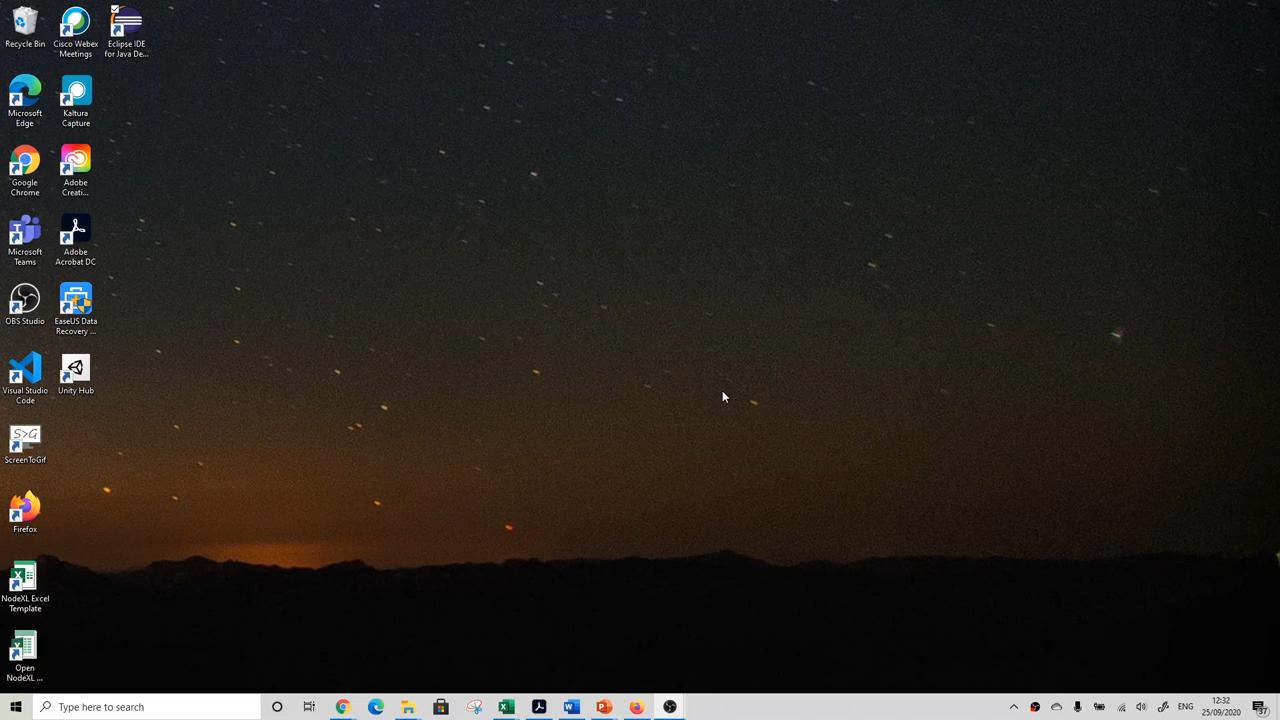 Recycle Bin
Cisco Webex
Meetings
Eclipse IDE
for Java De...
Microsoft
Edge
Kaltura
Capture
Google
Chrome
Adobe
Creati...
Microsoft
Teams
Adobe
Acrobat DC
OBS Studio
EaseUS Data
Recovery ...
Visual Studio
Code
Unity Hub
S>G
ScreenToGif
Firefox
NodeXL Excel
Template
Open
NodeXL ...
Type here to search
ENG
12:32
25/09/2020
37